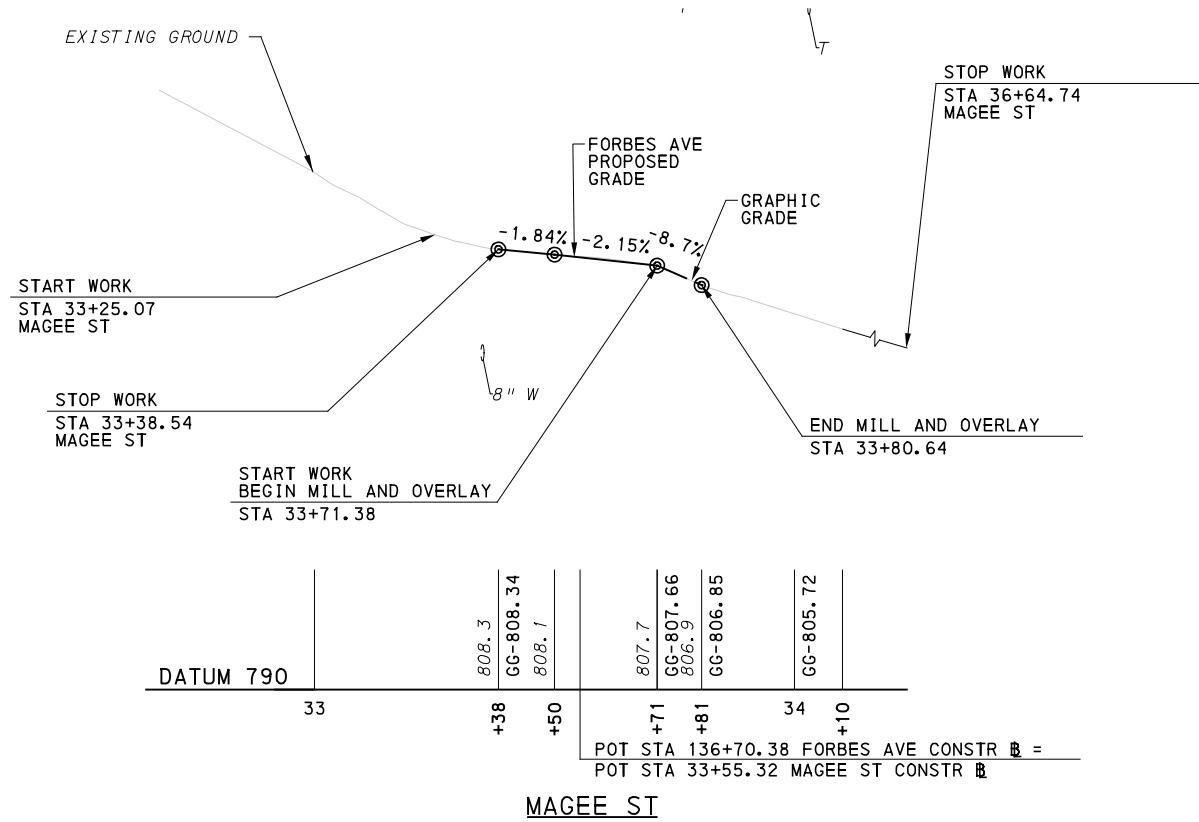 EXISTING GROUND
T
STOP WORK
STA 36+64.74
MAGEE ST
FORBES AVE
PROPOSED
GRADE
GRAPHIC
GRADE
-1.84%
-2.15%
-8.7%
START WORK
STA 33+25.07
MAGEE ST
8" W
STOP WORK
STA 33+38.54
MAGEE ST
END MILL AND OVERLAY
STA 33+80.64
START WORK
BEGIN MILL AND OVERLAY
STA 33+71.38
808.3
GG-808.34
808.1
807.7
GG-807.66
806.9
GG-806.85
GG-805.72
DATUM 790
33
+38
+50
+71
+81
34
+10
POT STA 136+70.38 FORBES AVE CONSTR ℄ =
POT STA 33+55.32 MAGEE ST CONSTR ℄
MAGEE ST